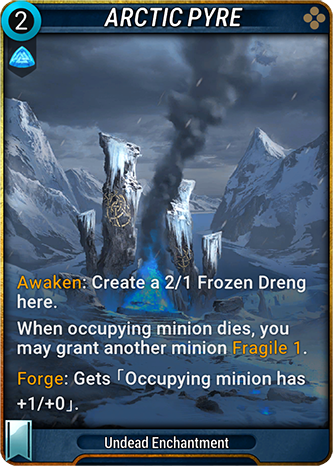 2
ARCTIC PYRE
Awaken: Create a 2/1 Frozen Dreng
here.
When occupying minion dies, you
may grant another minion Fragile 1.
Forge: Gets「Occupying minion has
+1/+0」.
Undead Enchantment